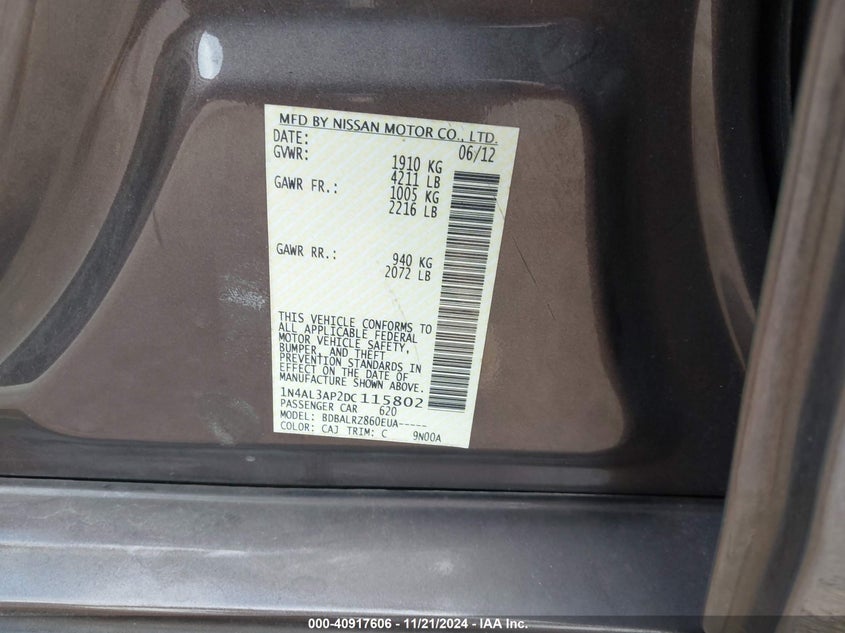 MFD BY NISSAN MOTOR CO., LTD.
DATE: 06/12
GVWR: 1910 KG
4211 LB
GAWR FR.: 1005 KG
2216 LB
GAWR RR.: 940 KG
2072 LB
THIS VEHICLE CONFORMS TO
ALL APPLICABLE FEDERAL
MOTOR VEHICLE SAFETY,
BUMPER, AND THEFT
PREVENTION STANDARDS IN
EFFECT ON THE DATE OF
MANUFACTURE SHOWN ABOVE.
1N4AL3AP2DC115802
PASSENGER CAR 620
MODEL: BDBALRZ860EUA-----
COLOR: CAJ TRIM: C 9N00A
000-40917606 - 11/21/2024 - IAA Inc.